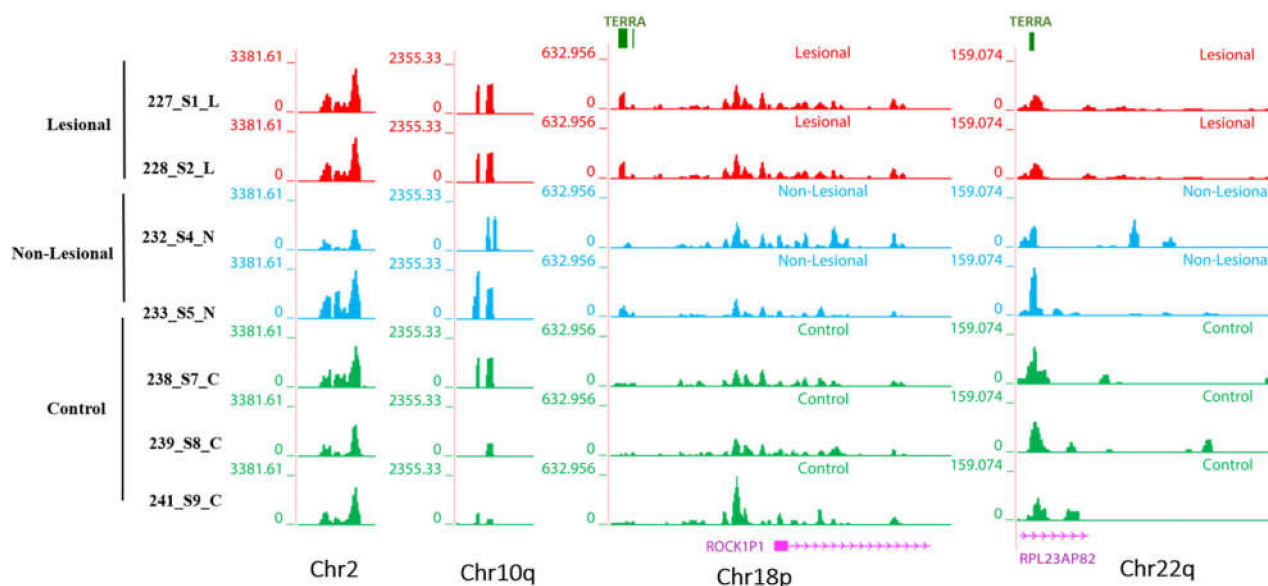 TERRA TERRA
3381.61 2355.33 632.956 Lesional 159.074 Lesional
227_S1_L 0 0 0 0
Lesional
3381.61 2355.33 632.956 Lesional 159.074 Lesional
228_S2_L 0 0 0 0
3381.61 2355.33 632.956 Non-Lesional 159.074 Non-Lesional
232_S4_N 0 0 0 0
Non-Lesional
3381.61 2355.33 632.956 Non-Lesional 159.074 Non-Lesional
233_S5_N 0 0 0 0
3381.61 2355.33 632.956 Control 159.074 Control
238_S7_C 0 0 0 0
Control
3381.61 2355.33 632.956 Control 159.074 Control
239_S8_C 0 0 0 0
3381.61 2355.33 632.956 Control 159.074 Control
241_S9_C 0 0 0 0
ROCK1P1 RPL23AP82
Chr2 Chr10q Chr18p Chr22q